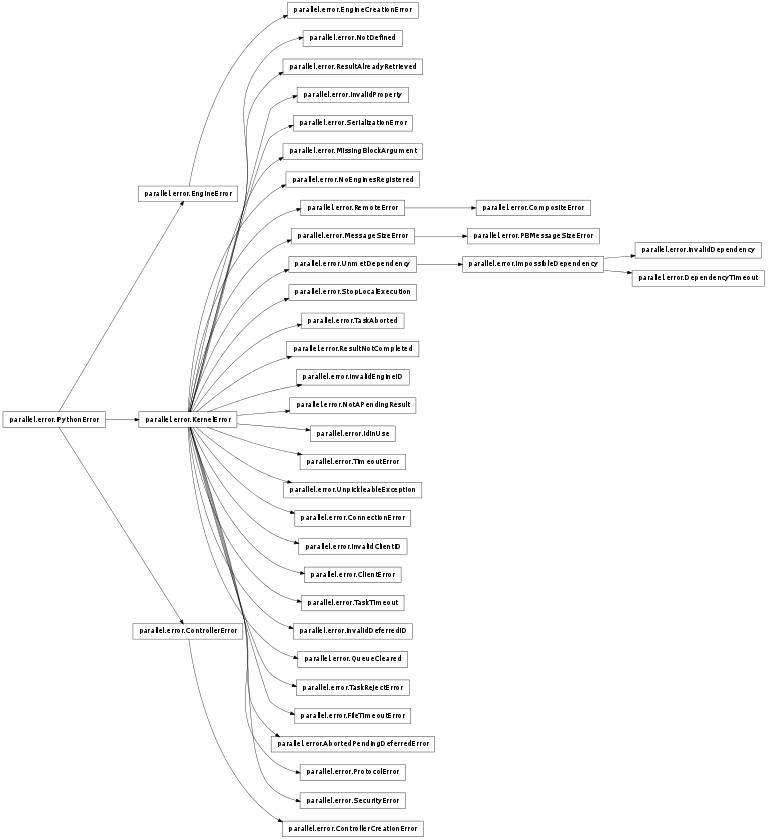 parallel.error.EngineCreationError
parallel.error.NotDefined
parallel.error.ResultAlreadyRetrieved
parallel.error.InvalidProperty
parallel.error.SerializationError
parallel.error.MissingBlockArgument
parallel.error.NoEnginesRegistered
parallel.error.EngineError
parallel.error.RemoteError
parallel.error.CompositeError
parallel.error.MessageSizeError
parallel.error.PBMessageSizeError
parallel.error.InvalidDependency
parallel.error.UnmetDependency
parallel.error.ImpossibleDependency
parallel.error.DependencyTimeout
parallel.error.StopLocalExecution
parallel.error.TaskAborted
parallel.error.ResultNotCompleted
parallel.error.InvalidEngineID
parallel.error.NotAPendingResult
parallel.error.IPythonError
parallel.error.KernelError
parallel.error.IdInUse
parallel.error.TimeoutError
parallel.error.UnpickleableException
parallel.error.ConnectionError
parallel.error.InvalidClientID
parallel.error.ClientError
parallel.error.TaskTimeout
parallel.error.ControllerError
parallel.error.InvalidDeferredID
parallel.error.QueueCleared
parallel.error.TaskRejectError
parallel.error.FileTimeoutError
parallel.error.AbortedPendingDeferredError
parallel.error.ProtocolError
parallel.error.SecurityError
parallel.error.ControllerCreationError